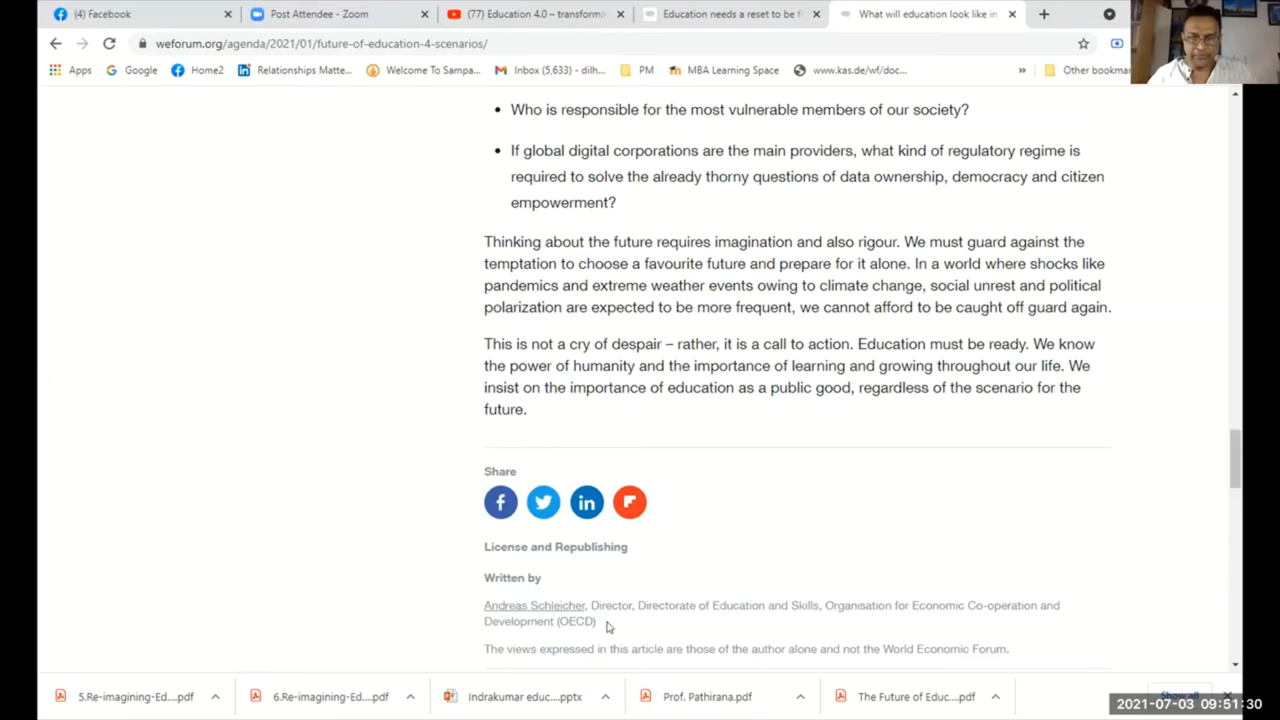 (4) Facebook
Post Attendee - Zoom
(77) Education 4.0 – transformin
Education needs a reset to be f
What will education look like in
weforum.org/agenda/2021/01/future-of-education-4-scenarios/
Apps
Google
Home2
Relationships Matte...
Welcome To Sampa...
Inbox (5,633) - dilh...
PM
MBA Learning Space
www.kas.de/wf/doc...
»
Other bookmar
• Who is responsible for the most vulnerable members of our society?
• If global digital corporations are the main providers, what kind of regulatory regime is
required to solve the already thorny questions of data ownership, democracy and citizen
empowerment?
Thinking about the future requires imagination and also rigour. We must guard against the
temptation to choose a favourite future and prepare for it alone. In a world where shocks like
pandemics and extreme weather events owing to climate change, social unrest and political
polarization are expected to be more frequent, we cannot afford to be caught off guard again.
This is not a cry of despair – rather, it is a call to action. Education must be ready. We know
the power of humanity and the importance of learning and growing throughout our life. We
insist on the importance of education as a public good, regardless of the scenario for the
future.
Share
License and Republishing
Written by
Andreas Schleicher, Director, Directorate of Education and Skills, Organisation for Economic Co-operation and
Development (OECD)
The views expressed in this article are those of the author alone and not the World Economic Forum.
5.Re-imagining-Ed....pdf
6.Re-imagining-Ed....pdf
Indrakumar educ....pptx
Prof. Pathirana.pdf
The Future of Educ....pdf
Show all
2021-07-03 09:51:30